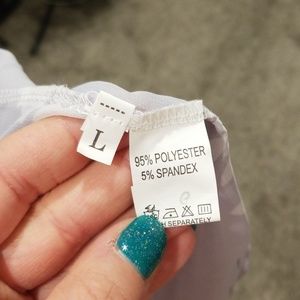 L
95% POLYESTER
5% SPANDEX
SEPARATELY